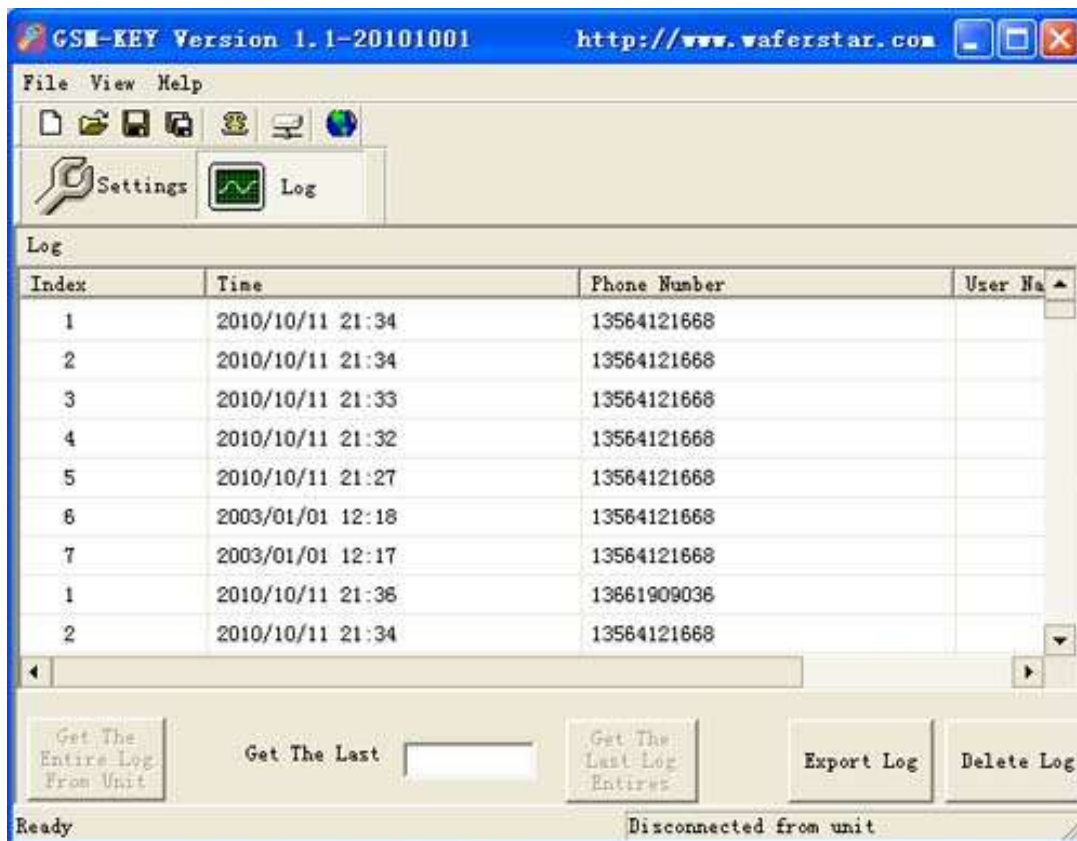 GSM-KEY Version 1.1-20101001 http://www.waferstar.com
File View Help
Settings Log
Log
Index Time Phone Number User Na
1 2010/10/11 21:34 13564121668
2 2010/10/11 21:34 13564121668
3 2010/10/11 21:33 13564121668
4 2010/10/11 21:32 13564121668
5 2010/10/11 21:27 13564121668
6 2003/01/01 12:18 13564121668
7 2003/01/01 12:17 13564121668
1 2010/10/11 21:36 13661909036
2 2010/10/11 21:34 13564121668
Get The
Entire Log
From Unit
Get The Last
Get The
Last Log
Entires
Export Log
Delete Log
Ready Disconnected from unit